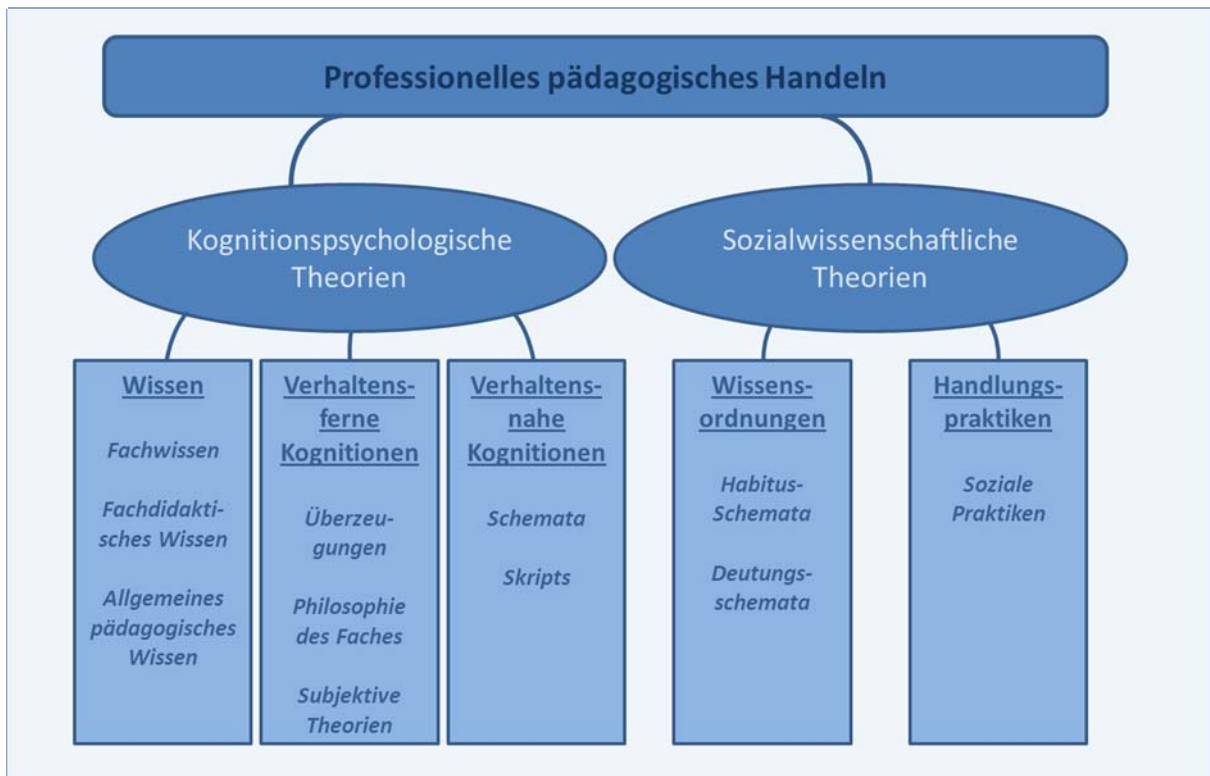 Professionelles pädagogisches Handeln
Kognitionspsychologische
Theorien
Sozialwissenschaftliche
Theorien
Wissen
Fachwissen
Fachdidakti-
sches Wissen
Allgemeines
pädagogisches
Wissen
Verhaltens-
ferne
Kognitionen
Überzeu-
gungen
Philosophie
des Faches
Subjektive
Theorien
Verhaltens-
nahe
Kognitionen
Schemata
Skripts
Wissens-
ordnungen
Habitus-
Schemata
Deutungs-
schemata
Handlungs-
praktiken
Soziale
Praktiken